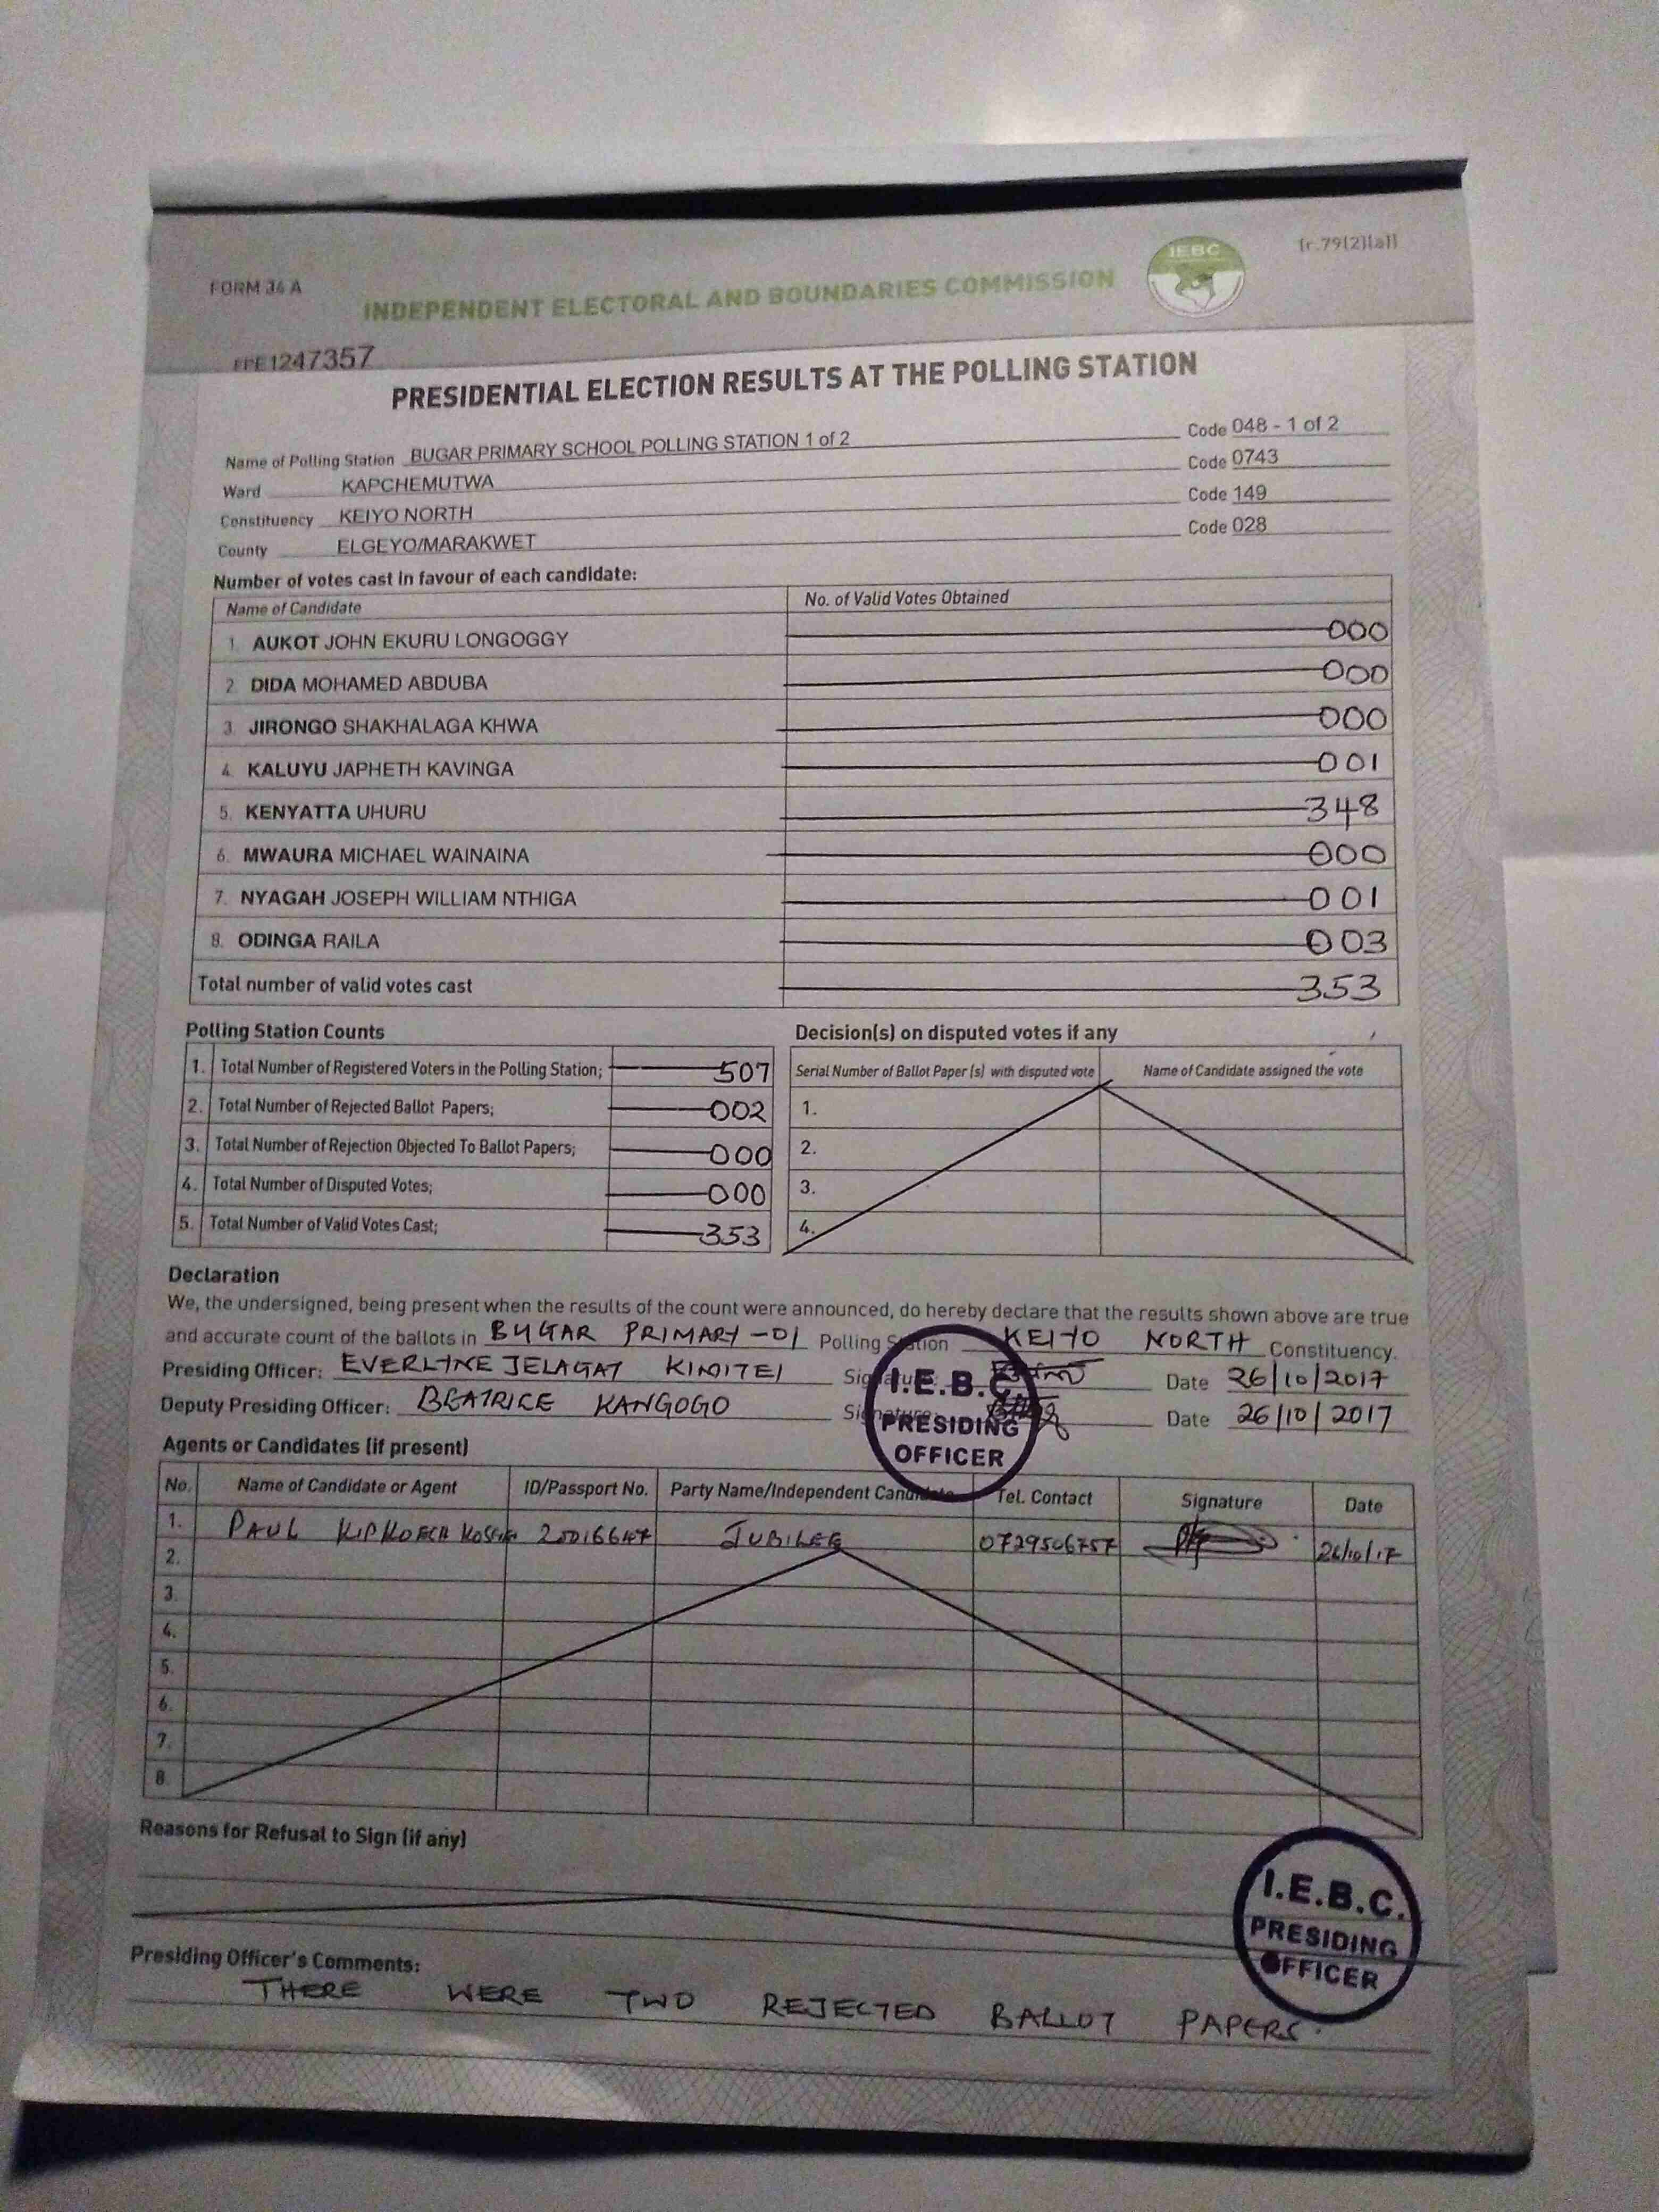 FORM 34 A
INDEPENDENT ELECTORAL AND BOUNDARIES COMMISSION
IEBC
(r.79(2)(a))
1247357
PRESIDENTIAL ELECTION RESULTS AT THE POLLING STATION
Name of Polling Station BUGAR PRIMARY SCHOOL POLLING STATION 1 of 2 Code 048 - 1 of 2
Ward KAPCHEMUTWA Code 0743
Constituency KEIYO NORTH Code 149
County ELGEYO/MARAKWET Code 028
Number of votes cast in favour of each candidate:
Name of Candidate No. of Valid Votes Obtained
1. AUKOT JOHN EKURU LONGOGGY 000
2. DIDA MOHAMED ABDUBA 000
3. JIRONGO SHAKHALAGA KHWA 000
4. KALUYU JAPHETH KAVINGA 001
5. KENYATTA UHURU 348
6. MWAURA MICHAEL WAINAINA 000
7. NYAGAH JOSEPH WILLIAM NTHIGA 001
8. ODINGA RAILA 003
Total number of valid votes cast 353
Polling Station Counts
1. Total Number of Registered Voters in the Polling Station; 507
2. Total Number of Rejected Ballot Papers; 002
3. Total Number of Rejection Objected To Ballot Papers; 000
4. Total Number of Disputed Votes; 000
5. Total Number of Valid Votes Cast; 353
Decision(s) on disputed votes if any
Serial Number of Ballot Paper (s) with disputed vote Name of Candidate assigned the vote
1.
2.
3.
4.
Declaration
We, the undersigned, being present when the results of the count were announced, do hereby declare that the results shown above are true
and accurate count of the ballots in BUGAR PRIMARY -01 Polling Station KEIYO NORTH Constituency.
Presiding Officer: EVERLYNE JELAGAT KIMITEI Signature: Date 26/10/2017
Deputy Presiding Officer: BEATRICE KANGOGO Signature: Date 26/10/2017
I.E.B.C.
PRESIDING
OFFICER
Agents or Candidates (if present)
No. Name of Candidate or Agent ID/Passport No. Party Name/Independent Candidate Tel. Contact Signature Date
1. PAUL KIPKOECH JUBILEE 0729506757 26/10/17
2.
3.
4.
5.
6.
7.
8.
Reasons for Refusal to Sign (if any)
I.E.B.C.
PRESIDING
OFFICER
Presiding Officer's Comments:
THERE WERE TWO REJECTED BALLOT PAPERS.